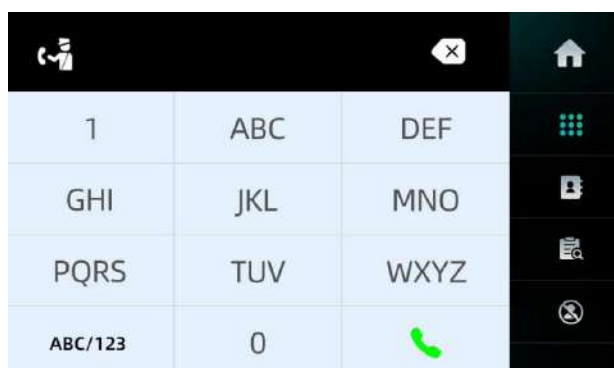 1 ABC DEF
GHI JKL MNO
PQRS TUV WXYZ
ABC/123 0